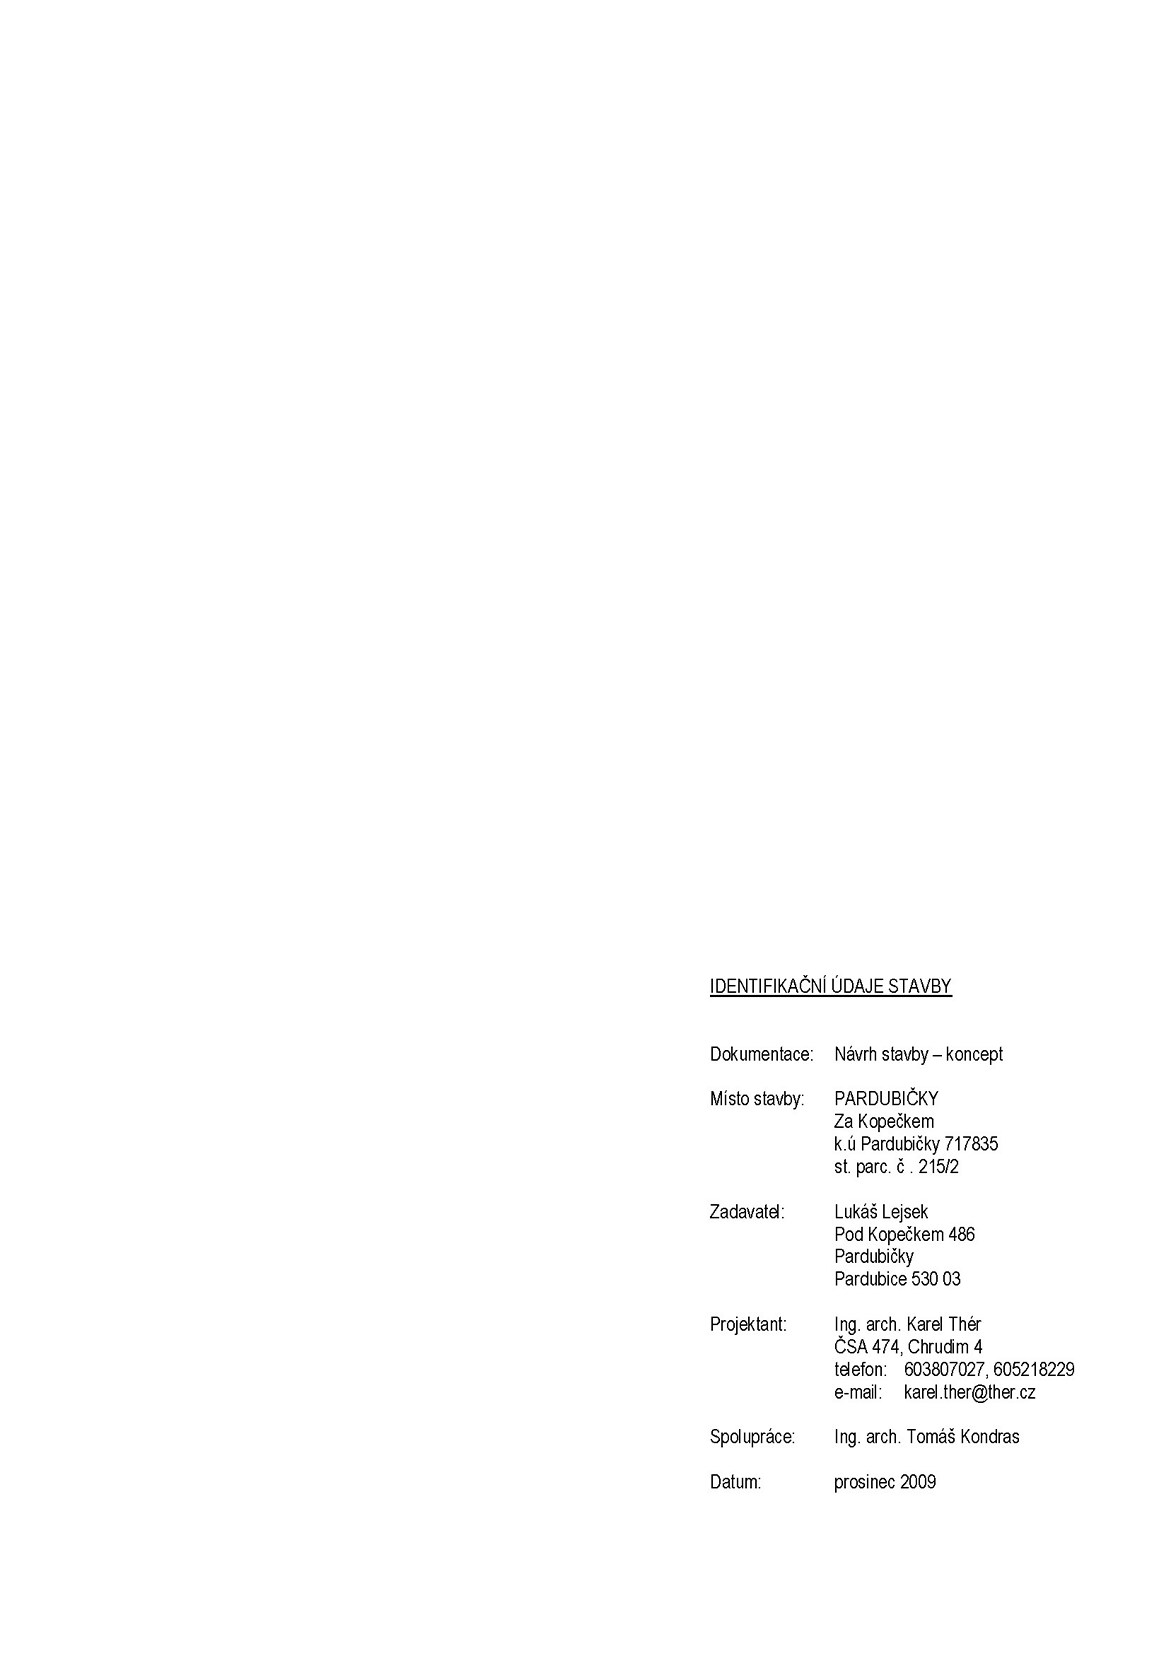 IDENTIFIKAČNÍ ÚDAJE STAVBY
Dokumentace: Návrh stavby – koncept
Místo stavby: PARDUBIČKY
Za Kopečkem
k.ú Pardubičky 717835
st. parc. č . 215/2
Zadavatel: Lukáš Lejsek
Pod Kopečkem 486
Pardubičky
Pardubice 530 03
Projektant: Ing. arch. Karel Thér
ČSA 474, Chrudim 4
telefon: 603807027, 605218229
e-mail: karel.ther@ther.cz
Spolupráce: Ing. arch. Tomáš Kondras
Datum: prosinec 2009